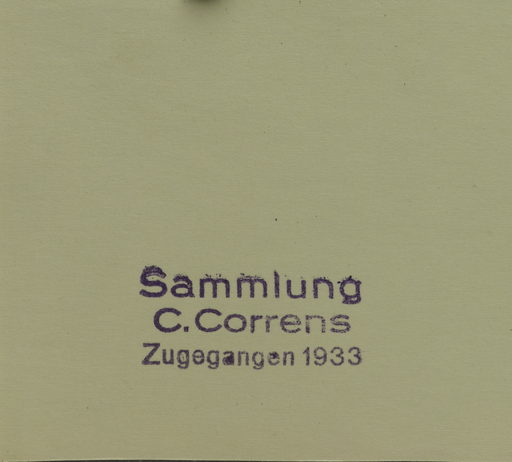 Sammlung
C. Correns
Zugegangen 1933